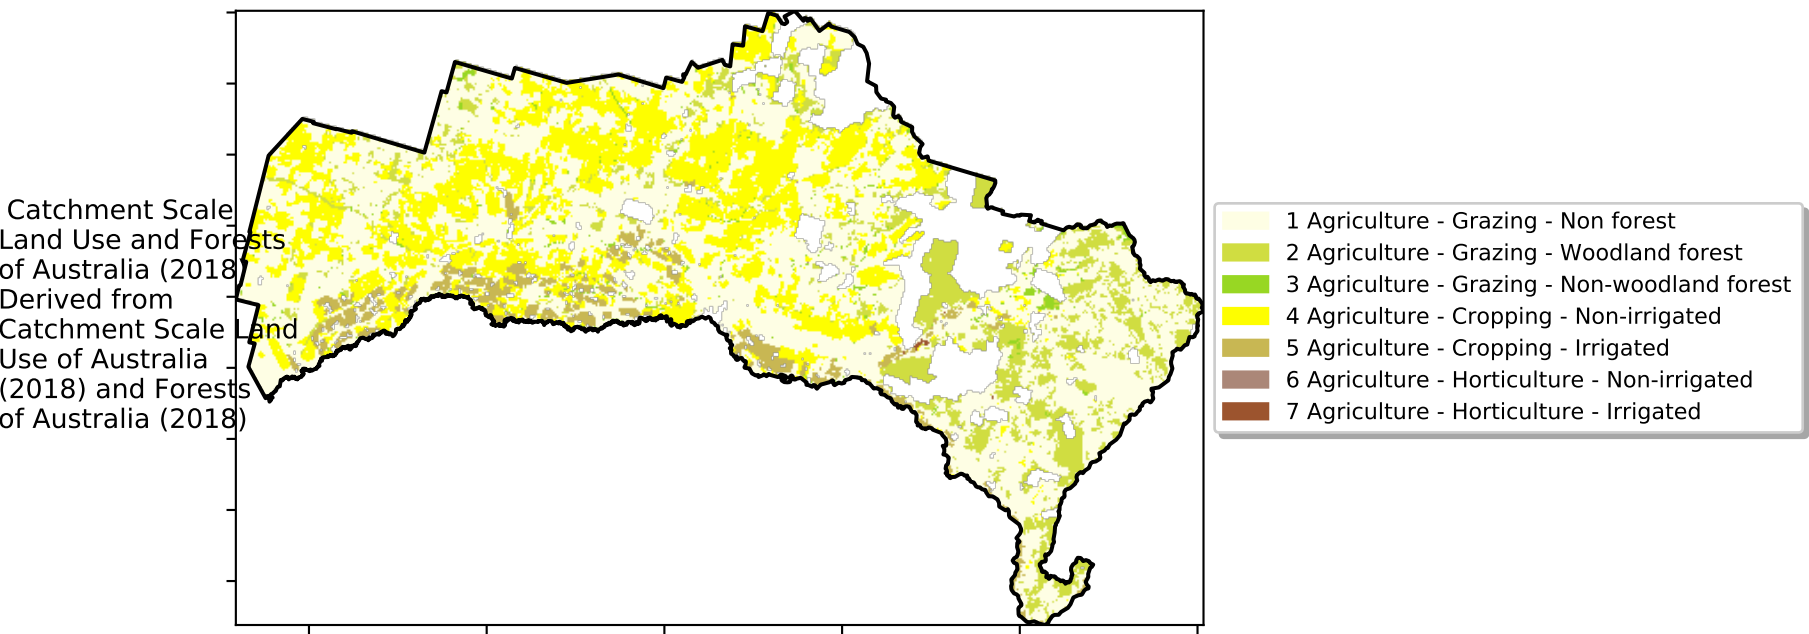 Catchment Scale
Land Use and Forests
of Australia (2018)
Derived from
Catchment Scale Land
Use of Australia
(2018) and Forests
of Australia (2018)
1 Agriculture - Grazing - Non forest
2 Agriculture - Grazing - Woodland forest
3 Agriculture - Grazing - Non-woodland forest
4 Agriculture - Cropping - Non-irrigated
5 Agriculture - Cropping - Irrigated
6 Agriculture - Horticulture - Non-irrigated
7 Agriculture - Horticulture - Irrigated